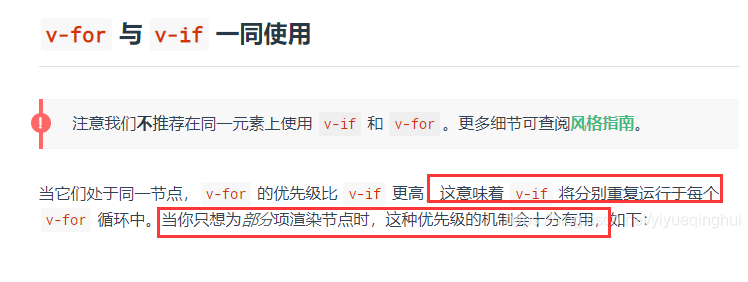 v-for 与 v-if 一同使用
! 注意我们不推荐在同一元素上使用 v-if 和 v-for 。更多细节可查阅风格指南。
当它们处于同一节点，v-for 的优先级比 v-if 更高 这意味着 v-if 将分别重复运行于每个
v-for 循环中。当你只想为部分项渲染节点时，这种优先级的机制会十分有用，如下：
yiyueqinghui